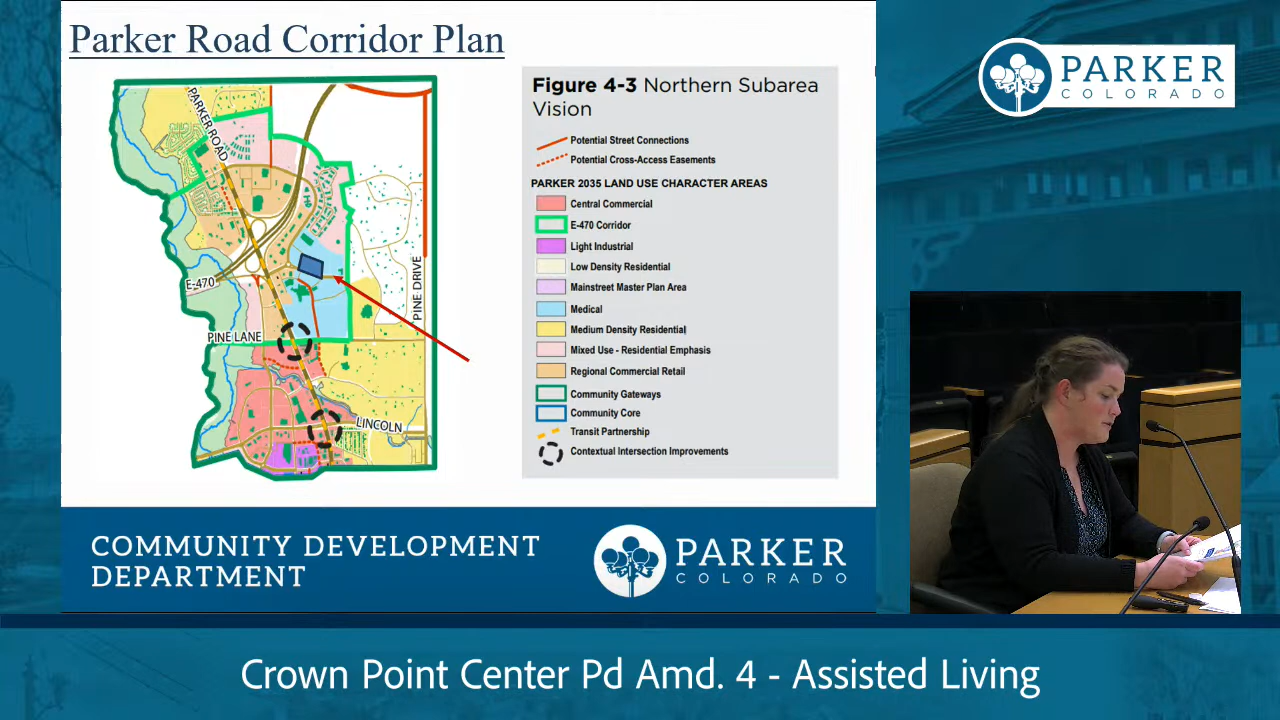 Parker Road Corridor Plan
PARKER ROAD
E-470
PINE LANE
PINE DRIVE
LINCOLN
Figure 4-3 Northern Subarea
Vision
Potential Street Connections
Potential Cross-Access Easements
PARKER 2035 LAND USE CHARACTER AREAS
Central Commercial
E-470 Corridor
Light Industrial
Low Density Residential
Mainstreet Master Plan Area
Medical
Medium Density Residential
Mixed Use - Residential Emphasis
Regional Commercial Retail
Community Gateways
Community Core
Transit Partnership
Contextual Intersection Improvements
COMMUNITY DEVELOPMENT
DEPARTMENT
PARKER
COLORADO
PARKER
COLORADO
Crown Point Center Pd Amd. 4 - Assisted Living